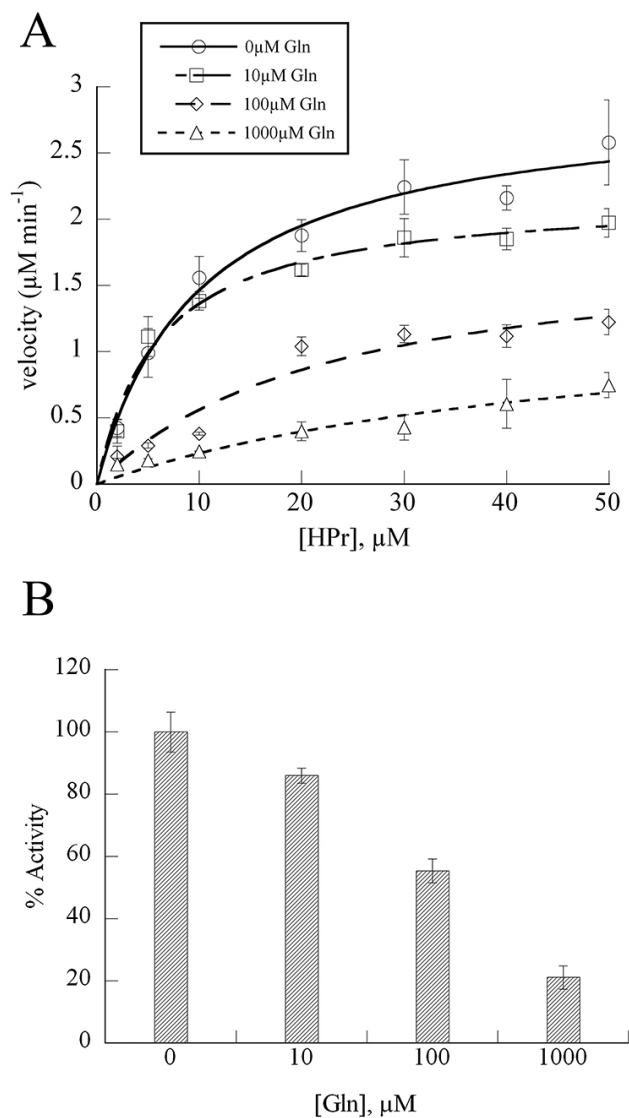 A
0µM Gln
10µM Gln
100µM Gln
1000µM Gln
3
2.5
2
1.5
1
0.5
0
velocity (µM min⁻¹)
0 10 20 30 40 50
[HPr], µM
B
120
100
80
60
40
20
0
% Activity
0 10 100 1000
[Gln], µM